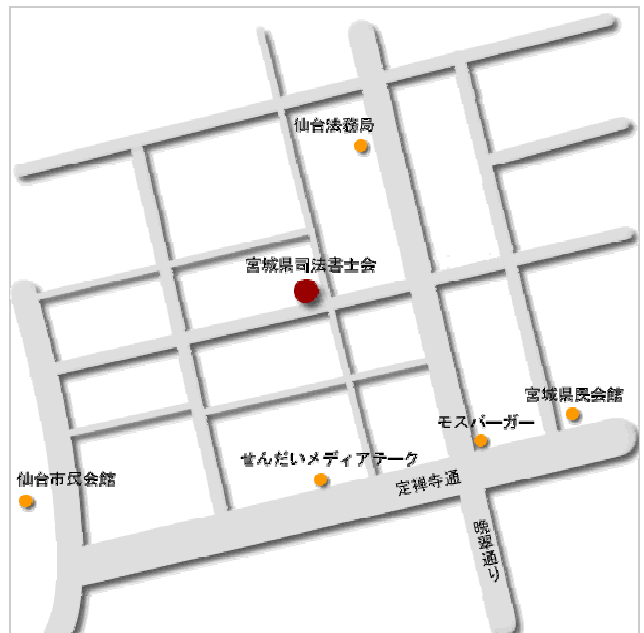 仙台法務局
宮城県司法書士会
宮城県民会館
モスバーガー
せんだいメディアテーク
仙台市民会館
定禅寺通
晩翠通り